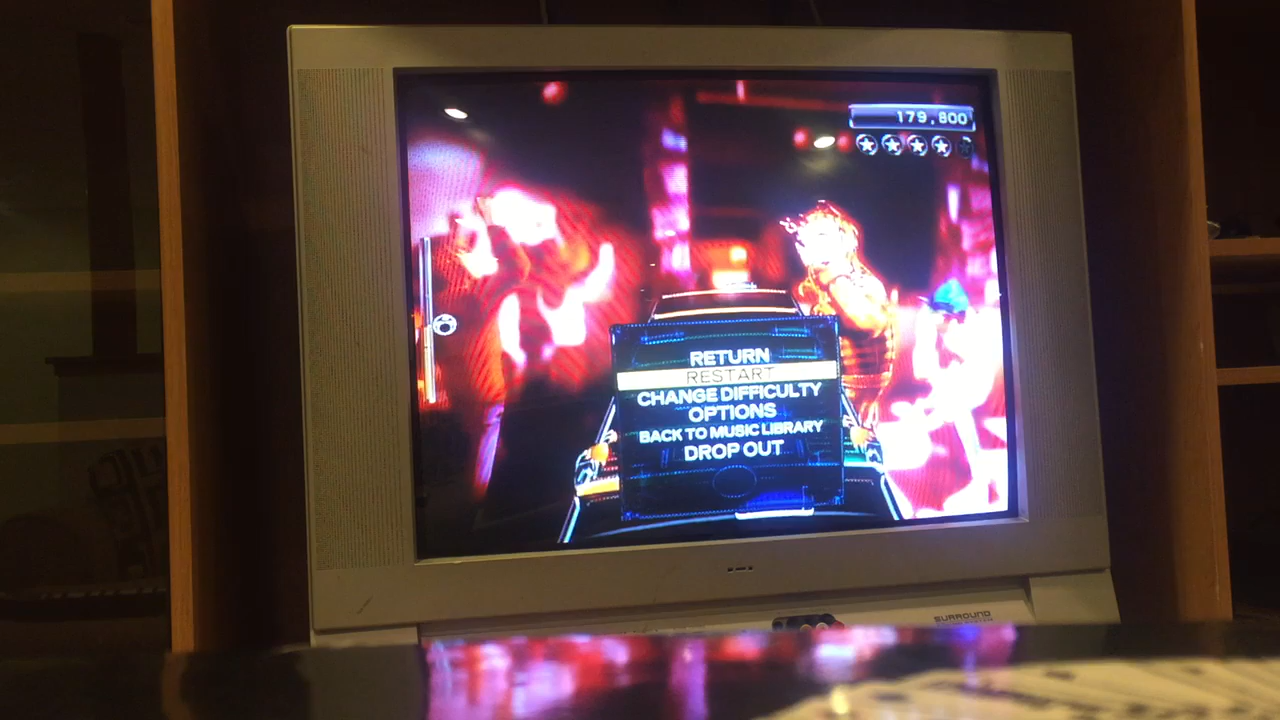 179,800
RETURN
RESTART
CHANGE DIFFICULTY
OPTIONS
BACK TO MUSIC LIBRARY
DROP OUT
SURROUND